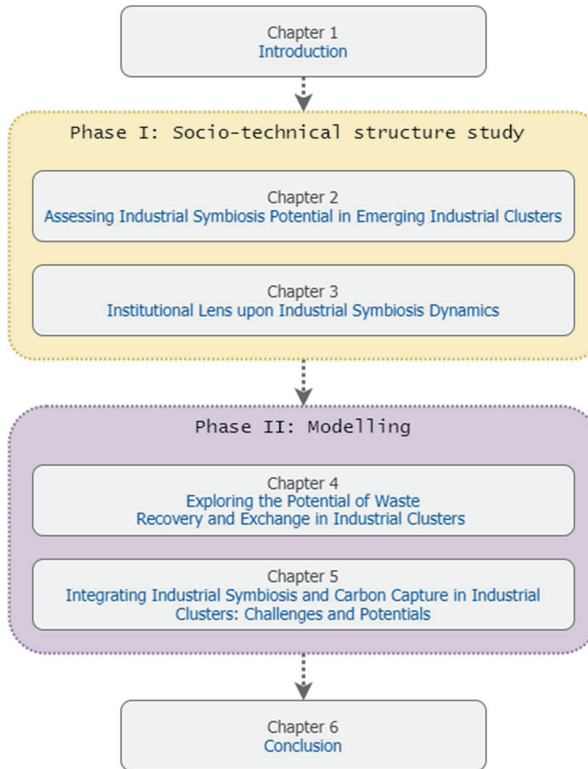 Chapter 1
Introduction
Phase I: Socio-technical structure study
Chapter 2
Assessing Industrial Symbiosis Potential in Emerging Industrial Clusters
Chapter 3
Institutional Lens upon Industrial Symbiosis Dynamics
Phase II: Modelling
Chapter 4
Exploring the Potential of Waste
Recovery and Exchange in Industrial Clusters
Chapter 5
Integrating Industrial Symbiosis and Carbon Capture in Industrial
Clusters: Challenges and Potentials
Chapter 6
Conclusion